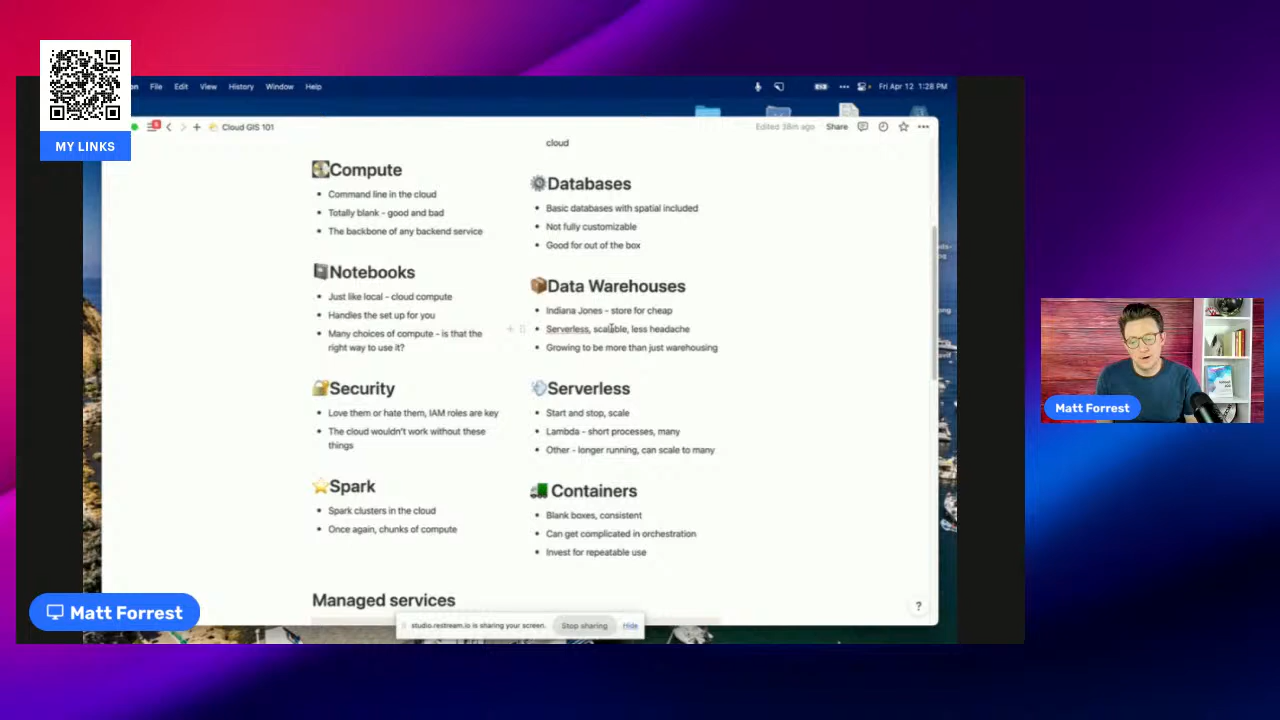 MY LINKS
File Edit View History Window Help
Fri Apr 12 1:28 PM
Cloud GIS 101
Edited 38m ago Share
cloud
Compute
Command line in the cloud
Totally blank - good and bad
The backbone of any backend service
Notebooks
Just like local - cloud compute
Handles the set up for you
Many choices of compute - is that the
right way to use it?
Security
Love them or hate them, IAM roles are key
The cloud wouldn't work without these
things
Spark
Spark clusters in the cloud
Once again, chunks of compute
Databases
Basic databases with spatial included
Not fully customizable
Good for out of the box
Data Warehouses
Indiana Jones - store for cheap
Serverless, scalable, less headache
Growing to be more than just warehousing
Serverless
Start and stop, scale
Lambda - short processes, many
Other - longer running, can scale to many
Containers
Blank boxes, consistent
Can get complicated in orchestration
Invest for repeatable use
Managed services
studio.restream.io is sharing your screen. Stop sharing Hide
?
Matt Forrest
Matt Forrest